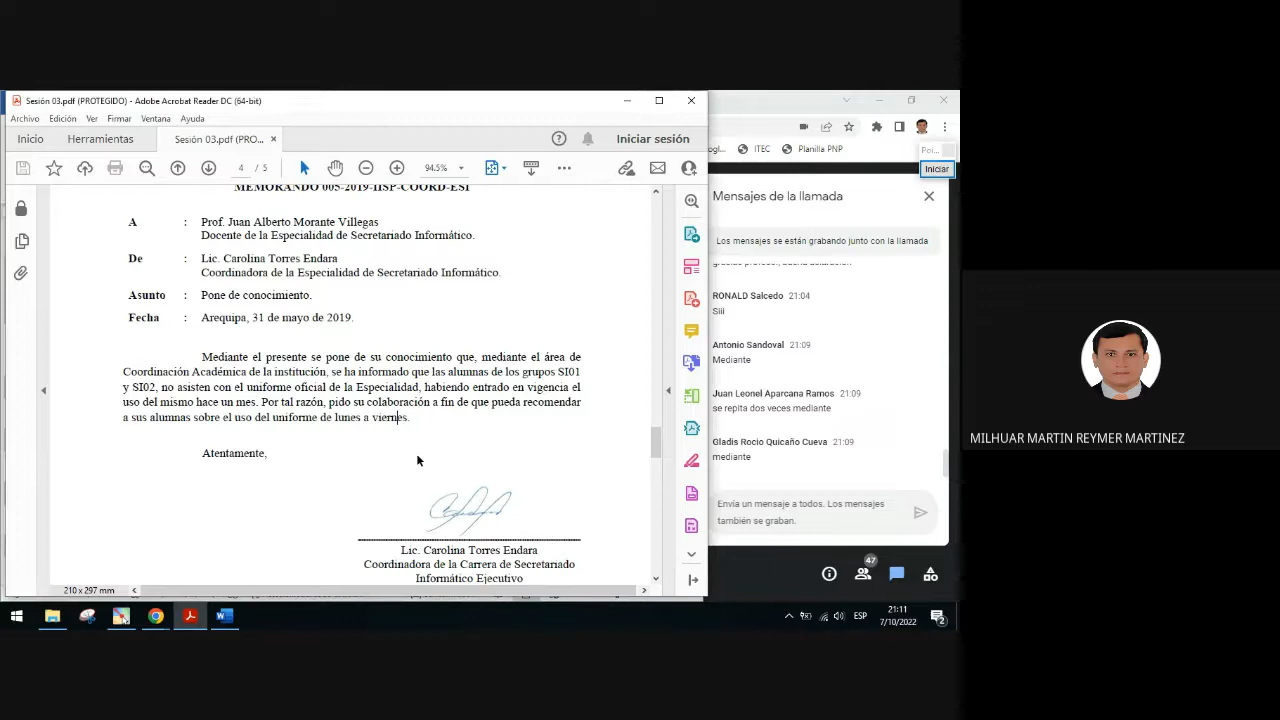 Sesión 03.pdf (PROTEGIDO) - Adobe Acrobat Reader DC (64-bit)
Archivo Edición Ver Firmar Ventana Ayuda
Inicio Herramientas Sesión 03.pdf (PRO... × Iniciar sesión
4 / 5 94.5%
MEMORANDO 005-2019-IISP-COORD-ESI
A : Prof. Juan Alberto Morante Villegas
Docente de la Especialidad de Secretariado Informático.
De : Lic. Carolina Torres Endara
Coordinadora de la Especialidad de Secretariado Informático.
Asunto : Pone de conocimiento.
Fecha : Arequipa, 31 de mayo de 2019.
Mediante el presente se pone de su conocimiento que, mediante el área de
Coordinación Académica de la institución, se ha informado que las alumnas de los grupos SI01
y SI02, no asisten con el uniforme oficial de la Especialidad, habiendo entrado en vigencia el
uso del mismo hace un mes. Por tal razón, pido su colaboración a fin de que pueda recomendar
a sus alumnas sobre el uso del uniforme de lunes a viernes.
Atentamente,
Lic. Carolina Torres Endara
Coordinadora de la Carrera de Secretariado
Informático Ejecutivo
210 x 297 mm
ITEC Planilla PNP
Iniciar
Mensajes de la llamada
Los mensajes se están grabando junto con la llamada
RONALD Salcedo 21:04
Siii
Antonio Sandoval 21:09
Mediante
Juan Leonel Aparcana Ramos 21:09
se repita dos veces mediante
Gladis Rocio Quicaño Cueva 21:09
mediante
Envía un mensaje a todos. Los mensajes
también se graban.
47
MILHUAR MARTIN REYMER MARTINEZ
ESP
21:11
7/10/2022
2